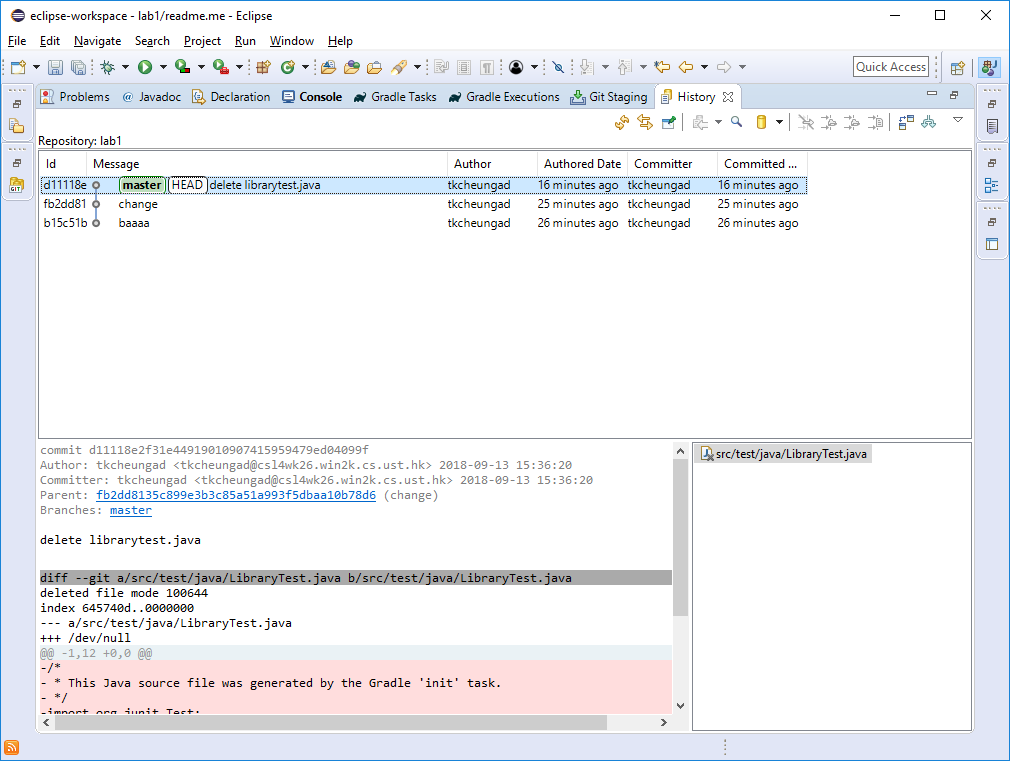 eclipse-workspace - lab1/readme.me - Eclipse
File Edit Navigate Search Project Run Window Help
Quick Access
Problems @ Javadoc Declaration Console Gradle Tasks Gradle Executions Git Staging History
Repository: lab1
Id Message Author Authored Date Committer Committed ...
d11118e master HEAD delete librarytest.java tkcheungad 16 minutes ago tkcheungad 16 minutes ago
fb2dd81 change tkcheungad 25 minutes ago tkcheungad 25 minutes ago
b15c51b baaaa tkcheungad 26 minutes ago tkcheungad 26 minutes ago
commit d11118e2f31e44919010907415959479ed04099f
Author: tkcheungad <tkcheungad@csl4wk26.win2k.cs.ust.hk> 2018-09-13 15:36:20
Committer: tkcheungad <tkcheungad@csl4wk26.win2k.cs.ust.hk> 2018-09-13 15:36:20
Parent: fb2dd8135c899e3b3c85a51a993f5dbaa10b78d6 (change)
Branches: master
delete librarytest.java
diff --git a/src/test/java/LibraryTest.java b/src/test/java/LibraryTest.java
deleted file mode 100644
index 645740d..0000000
--- a/src/test/java/LibraryTest.java
+++ /dev/null
@@ -1,12 +0,0 @@
-/*
- * This Java source file was generated by the Gradle 'init' task.
- */
-import org.junit.Test;
src/test/java/LibraryTest.java
GIT